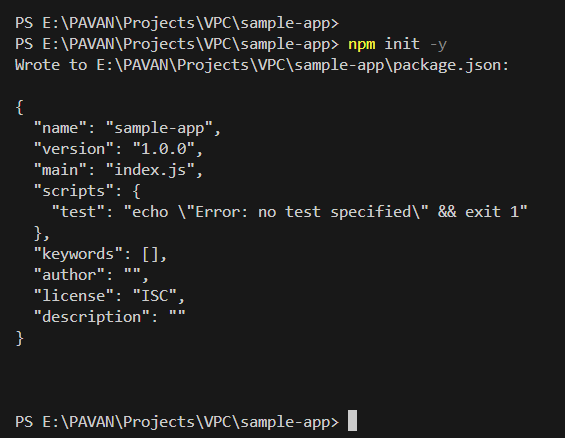 PS E:\PAVAN\Projects\VPC\sample-app>
PS E:\PAVAN\Projects\VPC\sample-app> npm init -y
Wrote to E:\PAVAN\Projects\VPC\sample-app\package.json:
{
  "name": "sample-app",
  "version": "1.0.0",
  "main": "index.js",
  "scripts": {
    "test": "echo \"Error: no test specified\" && exit 1"
  },
  "keywords": [],
  "author": "",
  "license": "ISC",
  "description": ""
}
PS E:\PAVAN\Projects\VPC\sample-app>